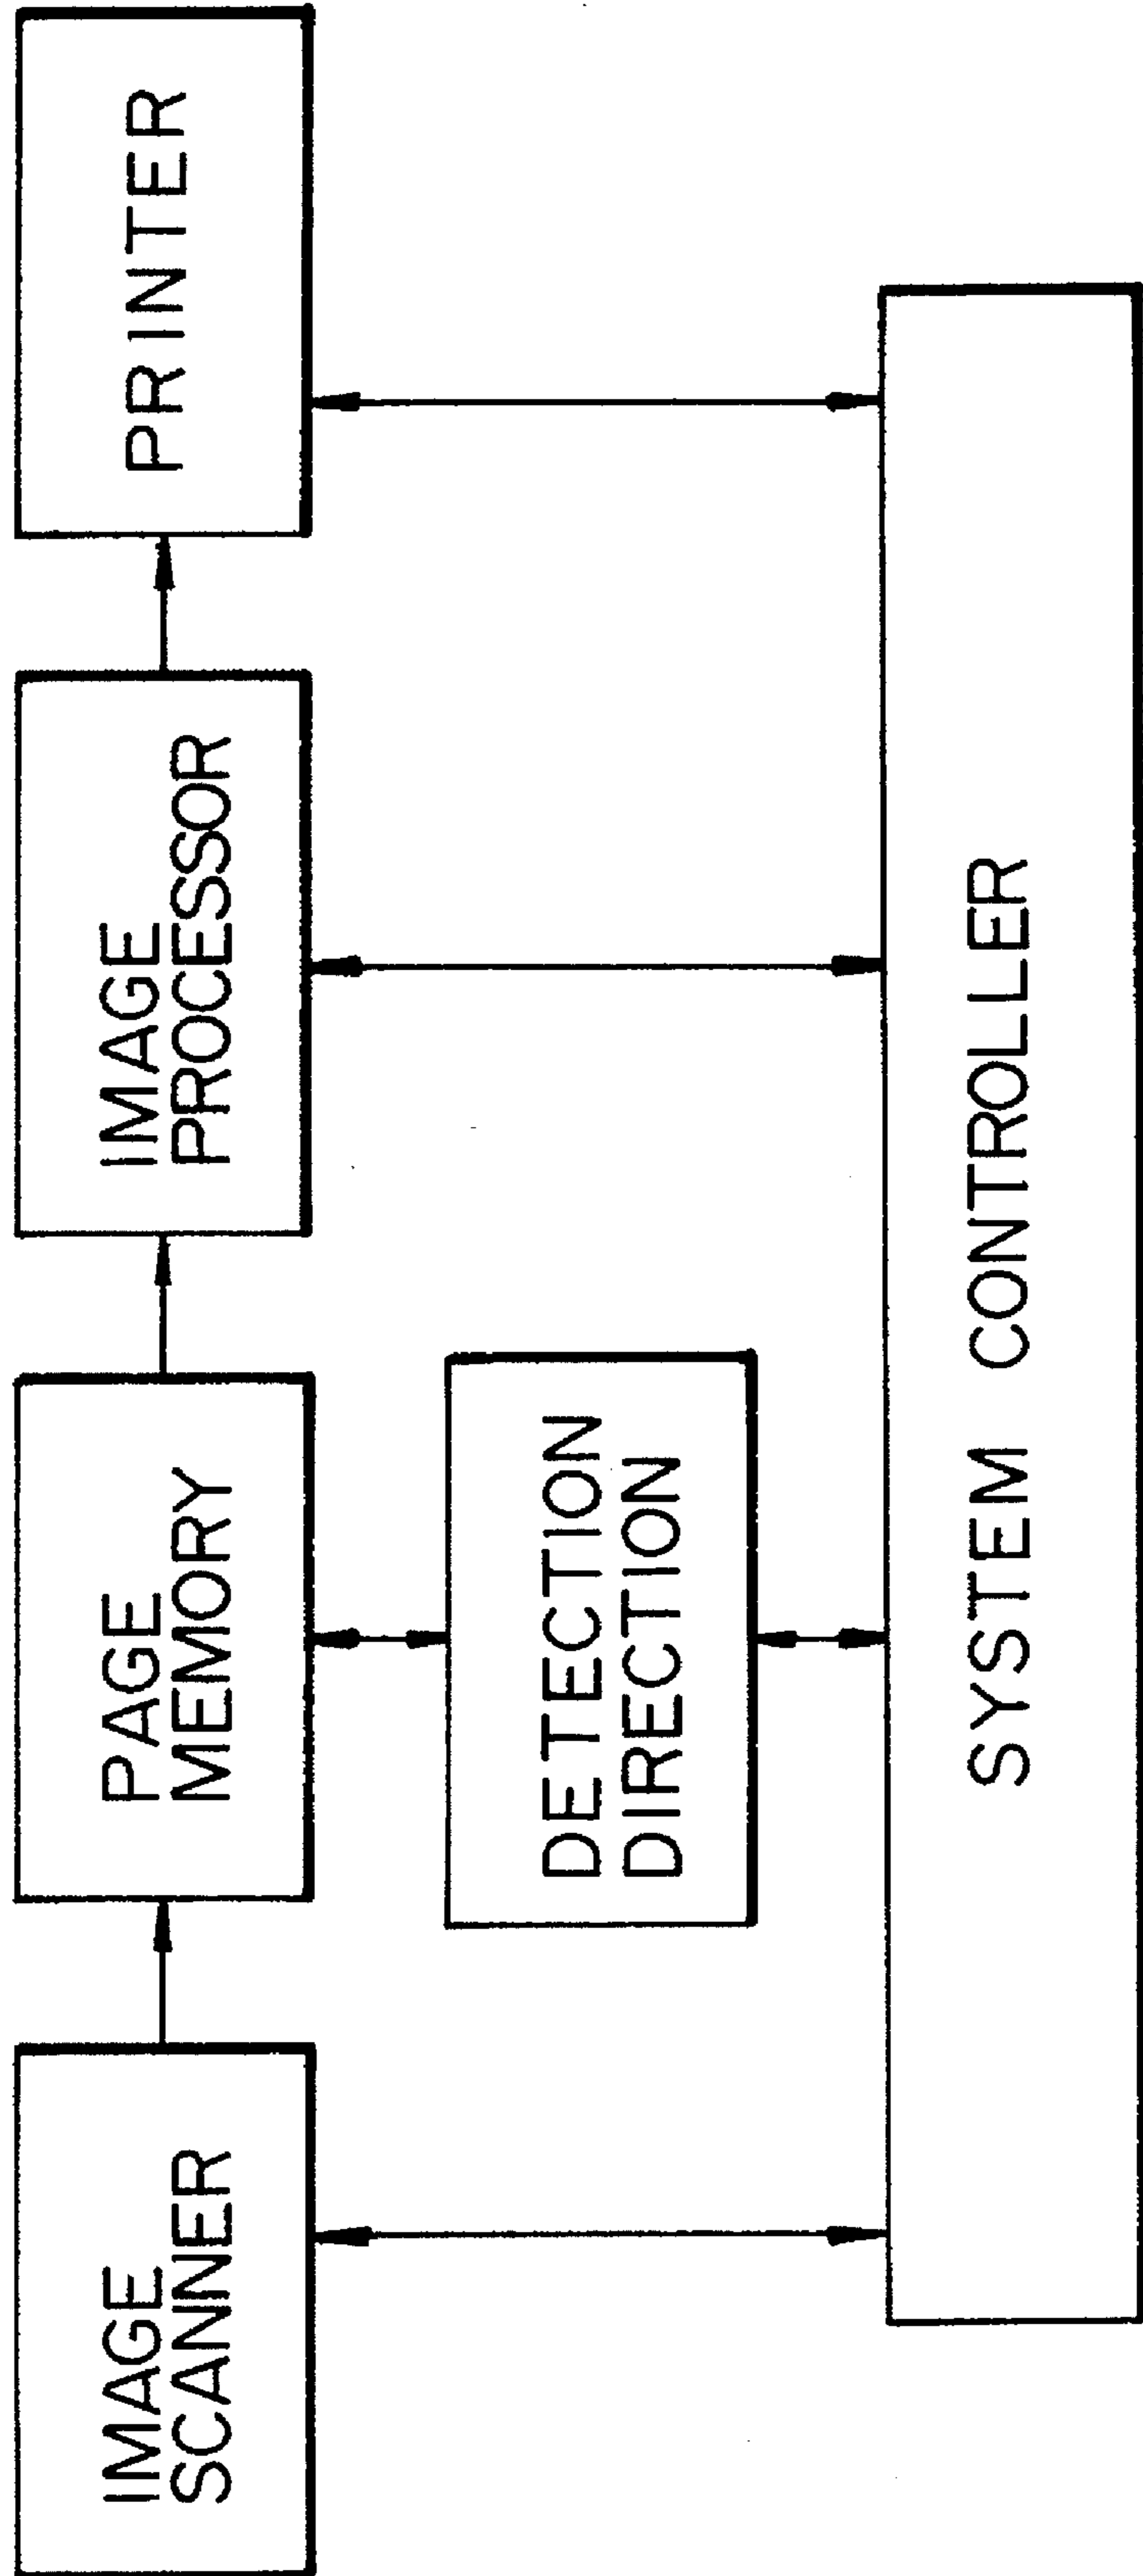 IMAGE
SCANNER
PAGE
MEMORY
IMAGE
PROCESSOR
PRINTER
DETECTION
DIRECTION
SYSTEM CONTROLLER